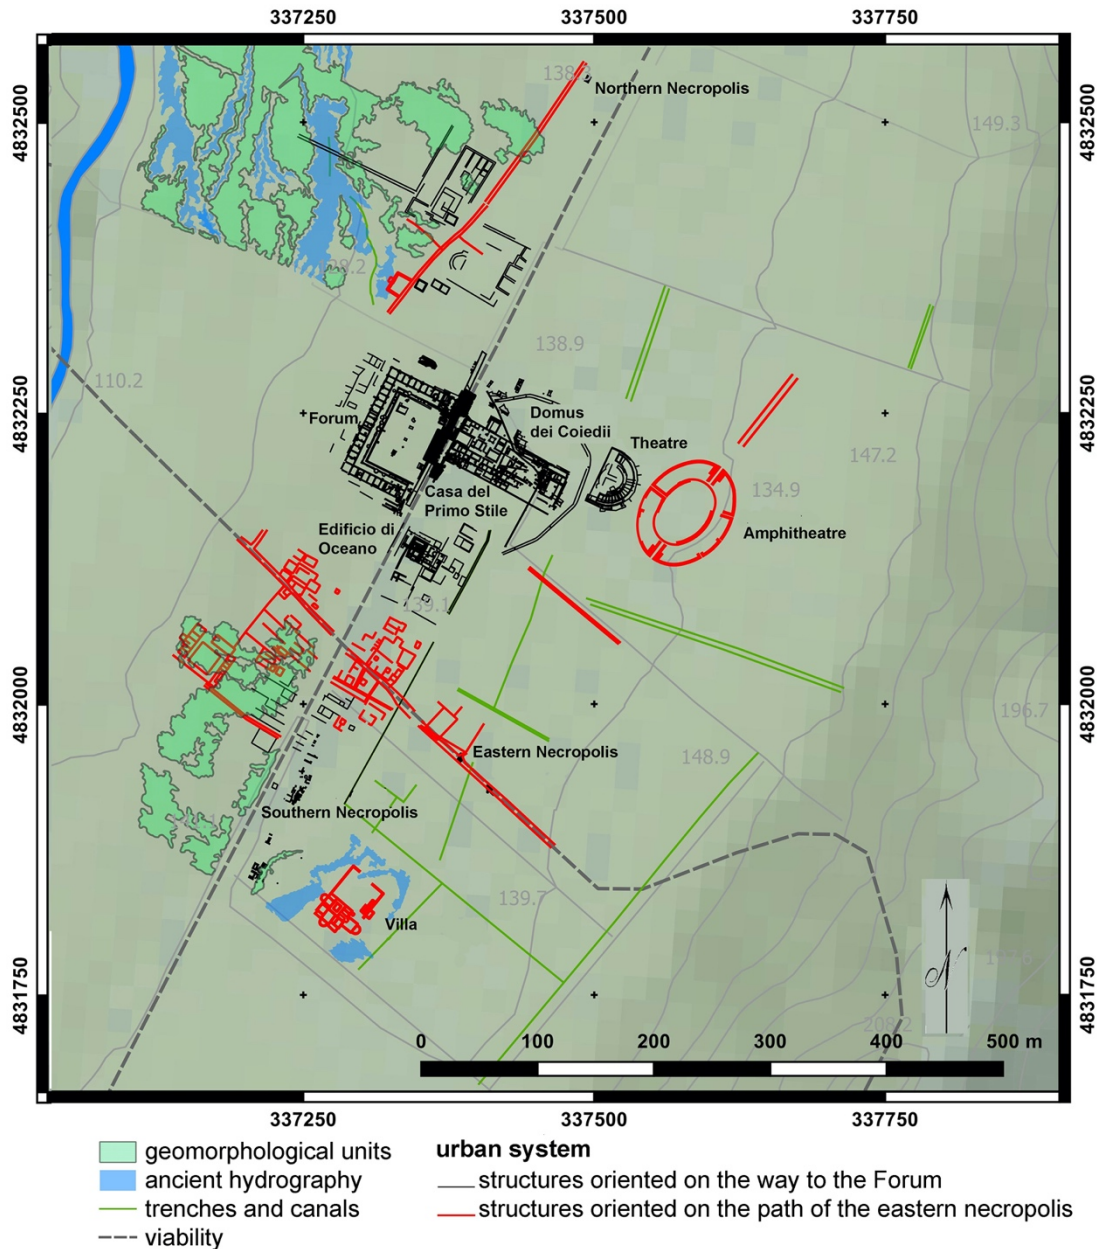 337250 337500 337750
4832500
4832250
4832000
4831750
4832500
4832250
4832000
4831750
Northern Necropolis
149.3
138.9
110.2
Forum
Domus
dei Coiedii
Theatre
147.2
134.9
Casa del
Primo Stile
Amphitheatre
Edificio di
Oceano
139.1
196.7
Eastern Necropolis
148.9
Southern Necropolis
139.7
Villa
N
0 100 200 300 400 500 m
337250 337500 337750
geomorphological units
ancient hydrography
trenches and canals
viability
urban system
structures oriented on the way to the Forum
structures oriented on the path of the eastern necropolis